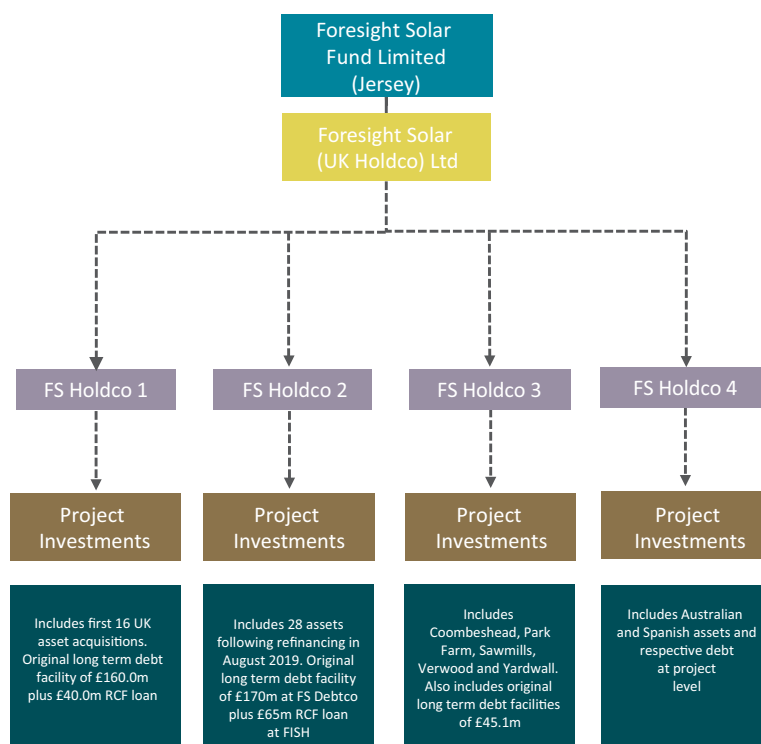 Foresight Solar
Fund Limited
(Jersey)
Foresight Solar
(UK Holdco) Ltd
FS Holdco 1
FS Holdco 2
FS Holdco 3
FS Holdco 4
Project
Investments
Project
Investments
Project
Investments
Project
Investments
Includes first 16 UK
asset acquisitions.
Original long term debt
facility of £160.0m
plus £40.0m RCF loan
Includes 28 assets
following refinancing in
August 2019. Original
long term debt facility
of £170m at FS Debtco
plus £65m RCF loan
at FISH
Includes
Coombeshead, Park
Farm, Sawmills,
Verwood and Yardwall.
Also includes original
long term debt facilities
of £45.1m
Includes Australian
and Spanish assets and
respective debt
at project
level